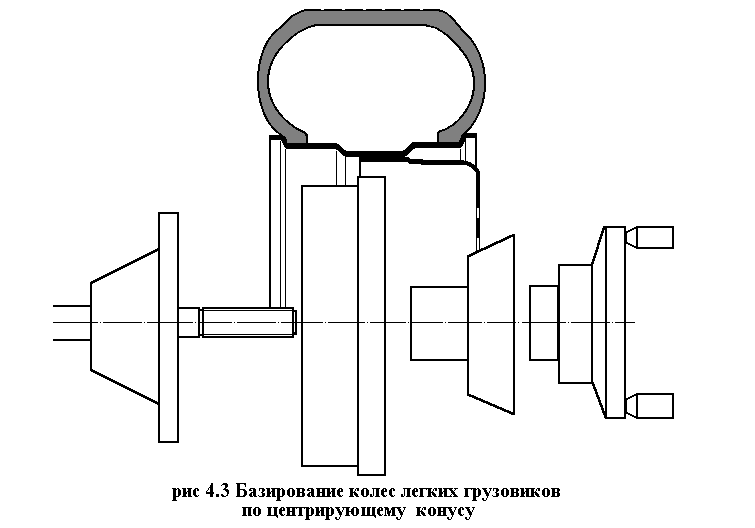 рис 4.3 Базирование колес легких грузовиков
по центрирующему конусу